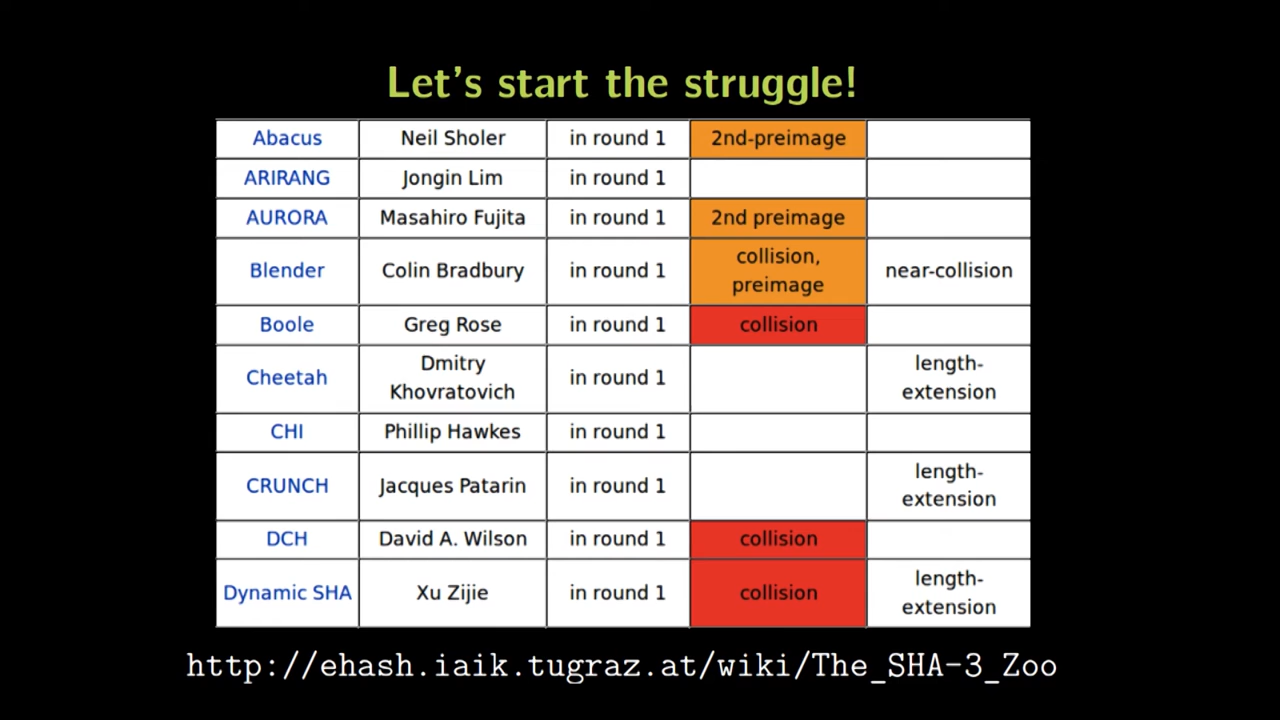 Let's start the struggle!
Abacus Neil Sholer in round 1 2nd-preimage
ARIRANG Jongin Lim in round 1
AURORA Masahiro Fujita in round 1 2nd preimage
Blender Colin Bradbury in round 1 collision, preimage near-collision
Boole Greg Rose in round 1 collision
Cheetah Dmitry Khovratovich in round 1 length-extension
CHI Phillip Hawkes in round 1
CRUNCH Jacques Patarin in round 1 length-extension
DCH David A. Wilson in round 1 collision
Dynamic SHA Xu Zijie in round 1 collision length-extension
http://ehash.iaik.tugraz.at/wiki/The_SHA-3_Zoo